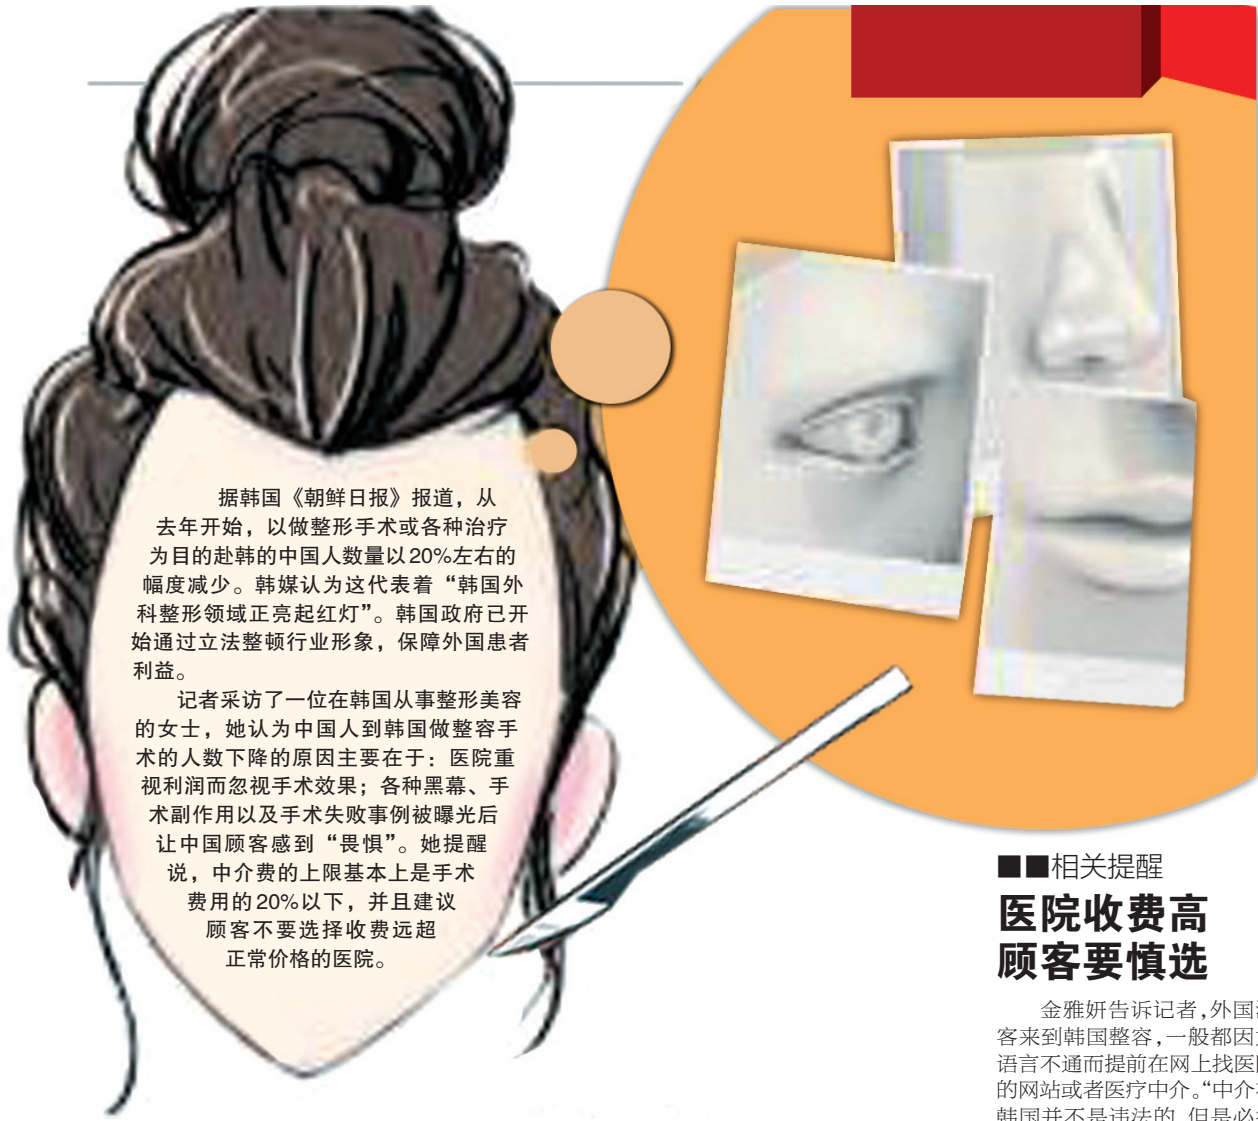 据韩国《朝鲜日报》报道，从
去年开始，以做整形手术或各种治疗
为目的赴韩的中国人数量以20%左右的
幅度减少。韩媒认为这代表着“韩国外
科整形领域正亮起红灯”。韩国政府已开
始通过立法整顿行业形象，保障外国患者
利益。
记者采访了一位在韩国从事整形美容
的女士，她认为中国人到韩国做整容手
术的人数下降的原因主要在于：医院重
视利润而忽视手术效果；各种黑幕、手
术副作用以及手术失败事例被曝光后
让中国顾客感到“畏惧”。她提醒
说，中介费的上限基本上是手术
费用的20%以下，并且建议
顾客不要选择收费远超
正常价格的医院。
■■相关提醒
医院收费高
顾客要慎选
金雅妍告诉记者，外国
客来到韩国整容，一般都因
语言不通而提前在网上找医
的网站或者医疗中介。“中介
韩国并不是违法的，但是必